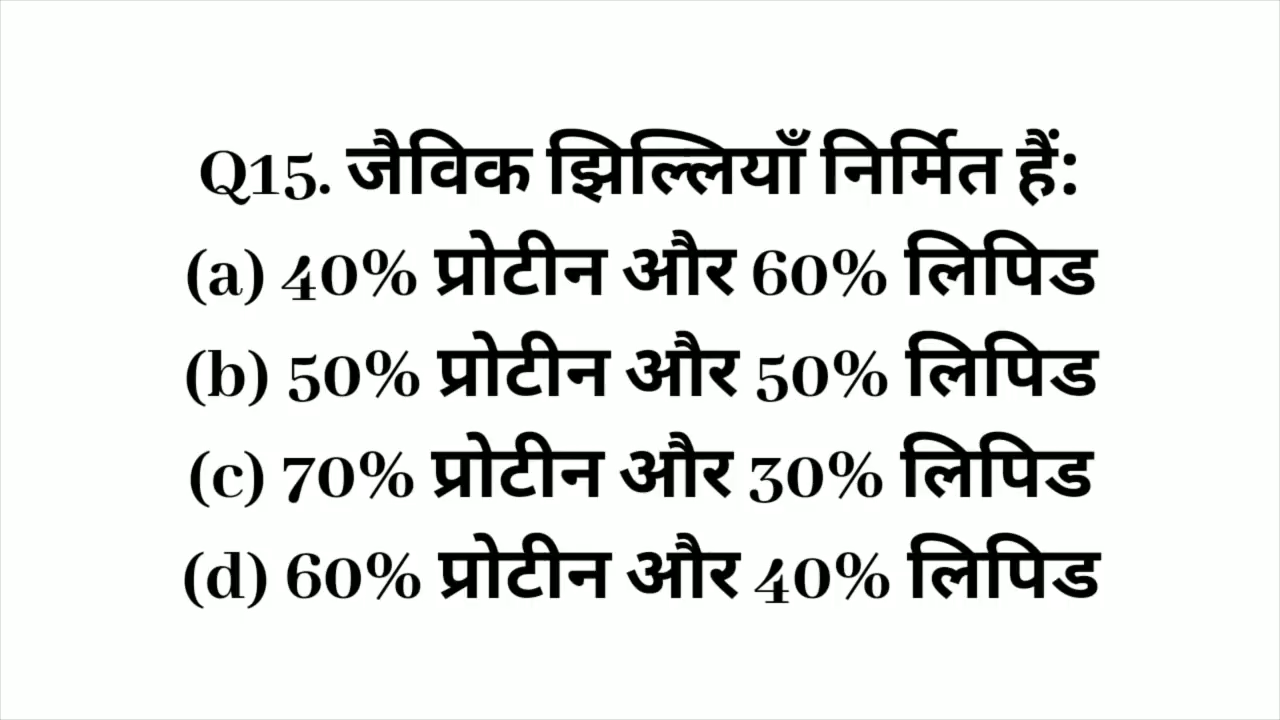 Q15. जैविक झिल्लियाँ निर्मित हैं:
(a) 40% प्रोटीन और 60% लिपिड
(b) 50% प्रोटीन और 50% लिपिड
(c) 70% प्रोटीन और 30% लिपिड
(d) 60% प्रोटीन और 40% लिपिड